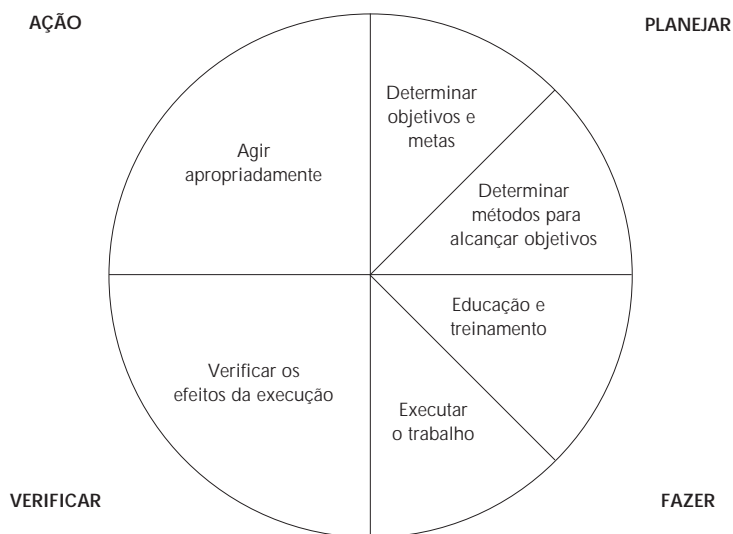 AÇÃO
PLANEJAR
Determinar
objetivos e
metas
Agir
apropriadamente
Determinar
métodos para
alcançar objetivos
Educação e
treinamento
Verificar os
efeitos da execução
Executar
o trabalho
VERIFICAR
FAZER